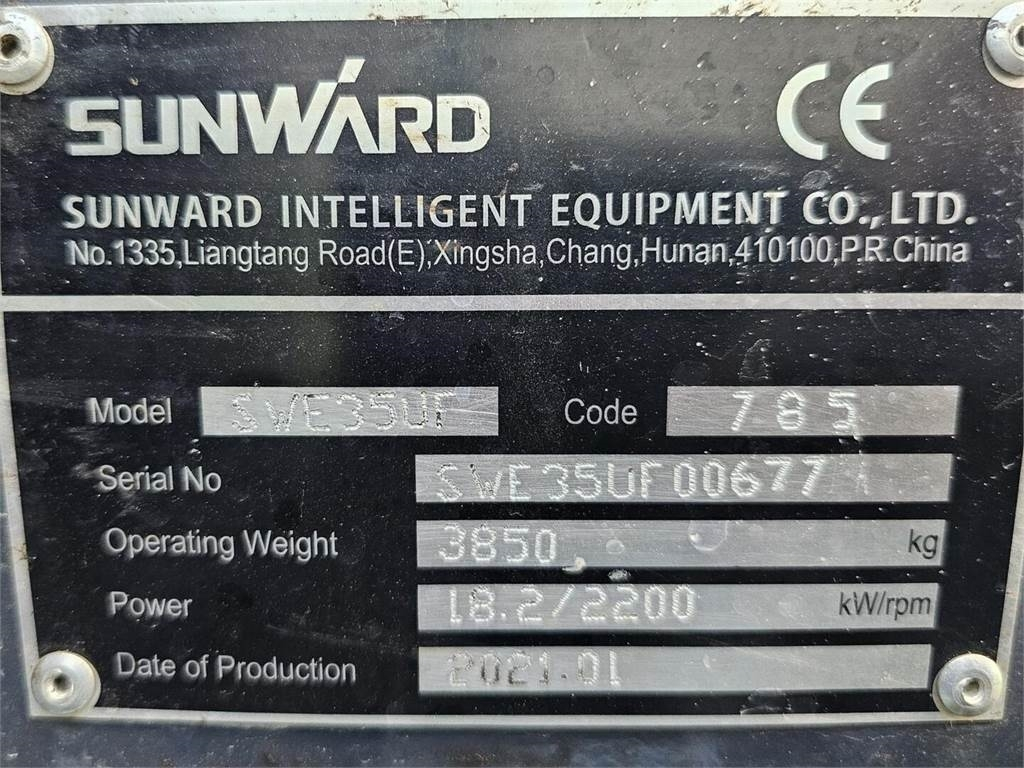 SUNWARD CE
SUNWARD INTELLIGENT EQUIPMENT CO., LTD.
No.1335,Liangtang Road(E),Xingsha,Chang,Hunan,410100,P.R.China
Model SWE35UF Code 785
Serial No SWE35UF00677
Operating Weight 3850 kg
Power 18.2/2200 kW/rpm
Date of Production 2021.01